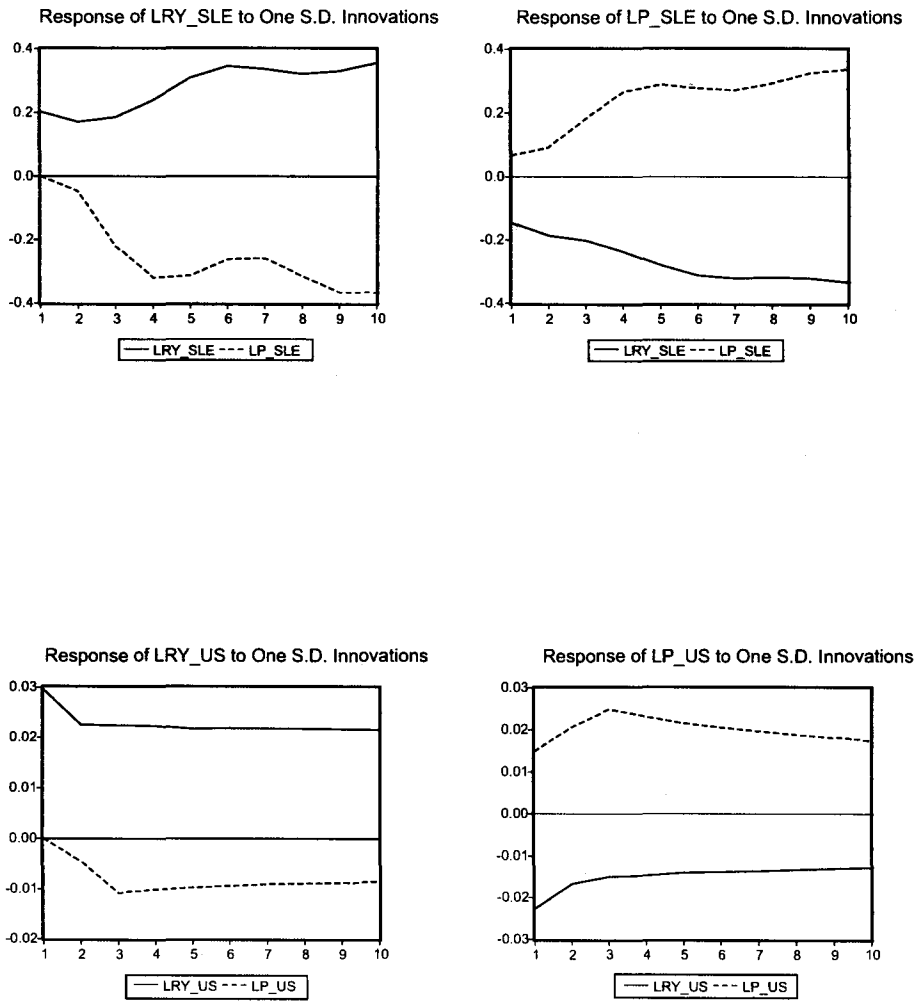 Response of LRY_SLE to One S.D. Innovations
0.4
0.2
0.0
-0.2
-0.4
1 2 3 4 5 6 7 8 9 10
LRY_SLE LP_SLE
Response of LP_SLE to One S.D. Innovations
0.4
0.2
0.0
-0.2
-0.4
1 2 3 4 5 6 7 8 9 10
LRY_SLE LP_SLE
Response of LRY_US to One S.D. Innovations
0.03
0.02
0.01
0.00
-0.01
-0.02
1 2 3 4 5 6 7 8 9 10
LRY_US LP_US
Response of LP_US to One S.D. Innovations
0.03
0.02
0.01
0.00
-0.01
-0.02
-0.03
1 2 3 4 5 6 7 8 9 10
LRY_US LP_US